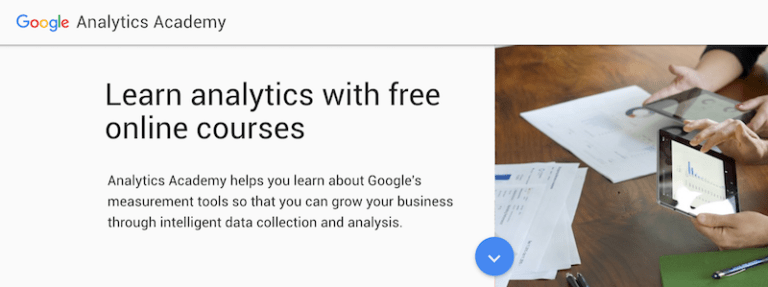 Google Analytics Academy
Learn analytics with free
online courses
Analytics Academy helps you learn about Google's
measurement tools so that you can grow your business
through intelligent data collection and analysis.